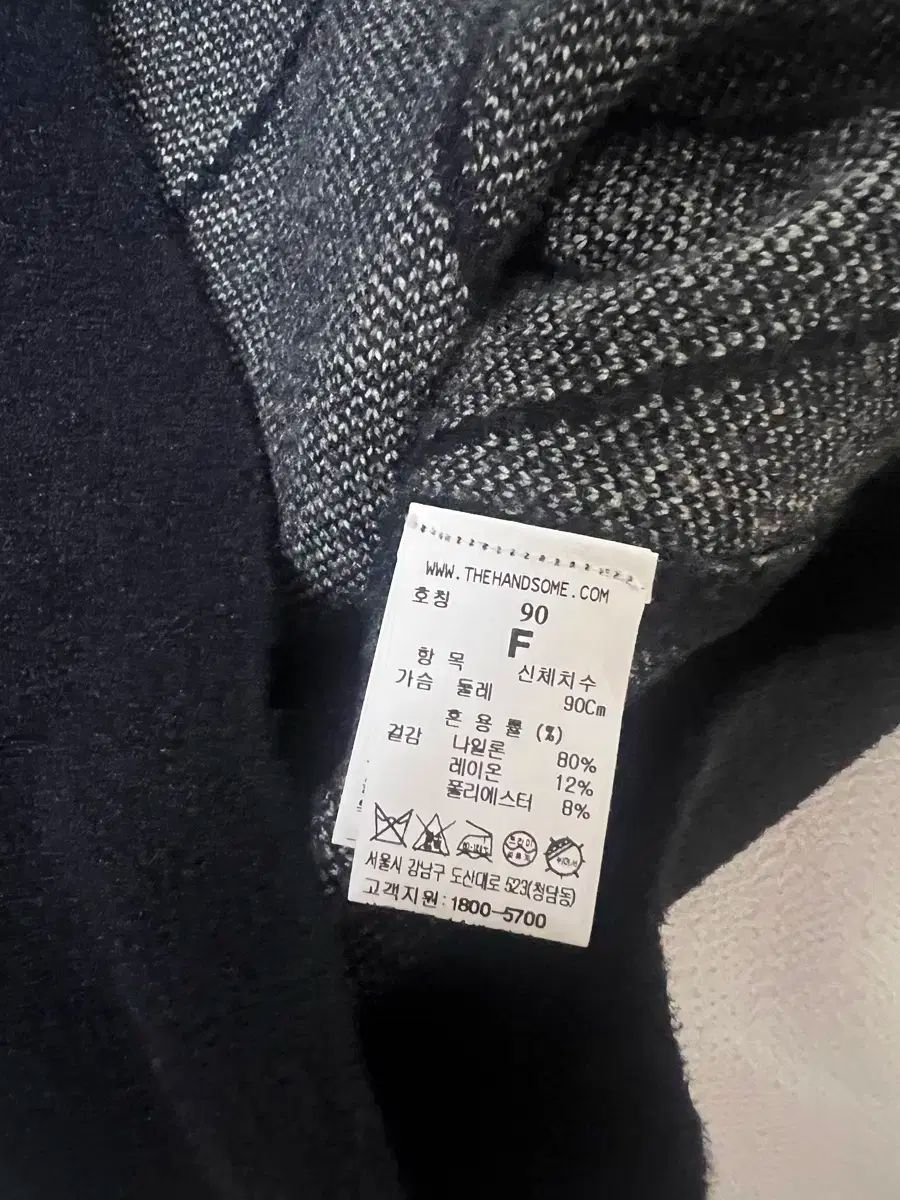 WWW.THEHANDSOME.COM
호칭 90
F
항 목 신체치수
가슴 둘레 90Cm
혼 용 률 (%)
겉감 나일론 80%
레이온 12%
폴리에스터 8%
서울시 강남구 도산대로 523(청담동)
고객지원: 1800-5700